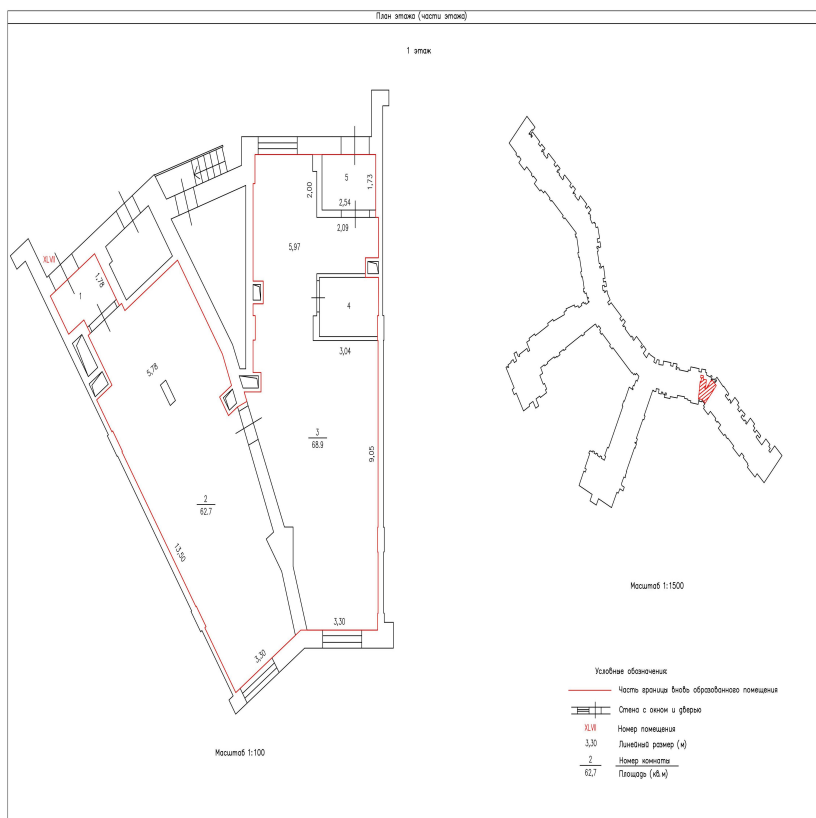 План этажа (части этажа)
1 этаж
5
1,73
2,00
2,54
2,09
XLVII
5,97
1,78
1
4
3,04
5,78
3
68.9
9,05
2
62.7
13,50
3,30
3,30
Масштаб 1:100
Масштаб 1:1500
Условные обозначения:
Часть границы вновь образованного помещения
Стена с окном и дверью
XLVII Номер помещения
3,30 Линейный размер (м)
2 Номер комнаты
62,7 Площадь (кв.м)